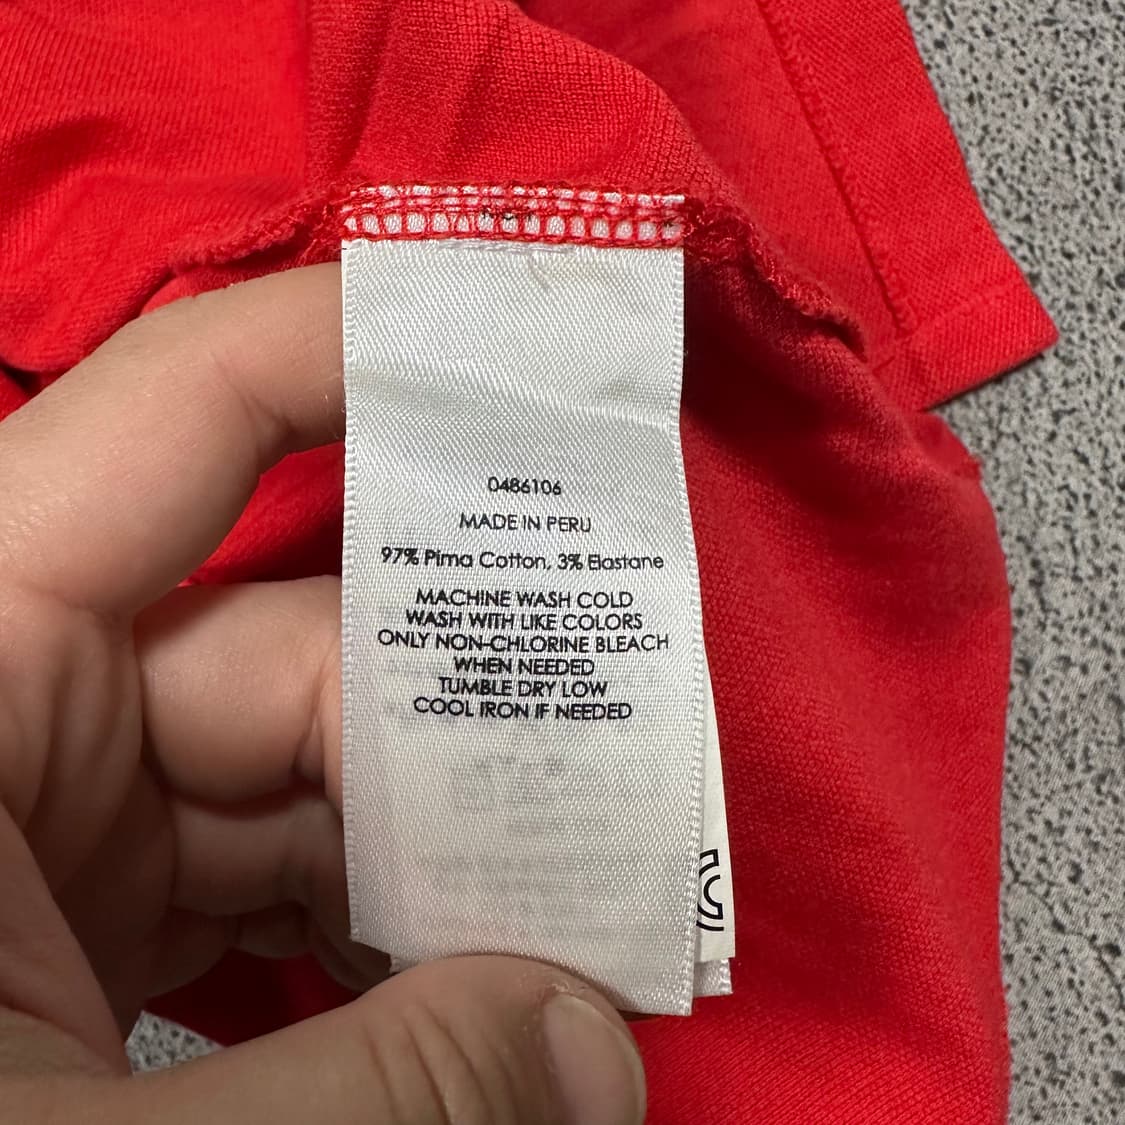 0486106
MADE IN PERU
97% Pima Cotton, 3% Elastane
MACHINE WASH COLD
WASH WITH LIKE COLORS
ONLY NON-CHLORINE BLEACH
WHEN NEEDED
TUMBLE DRY LOW
COOL IRON IF NEEDED